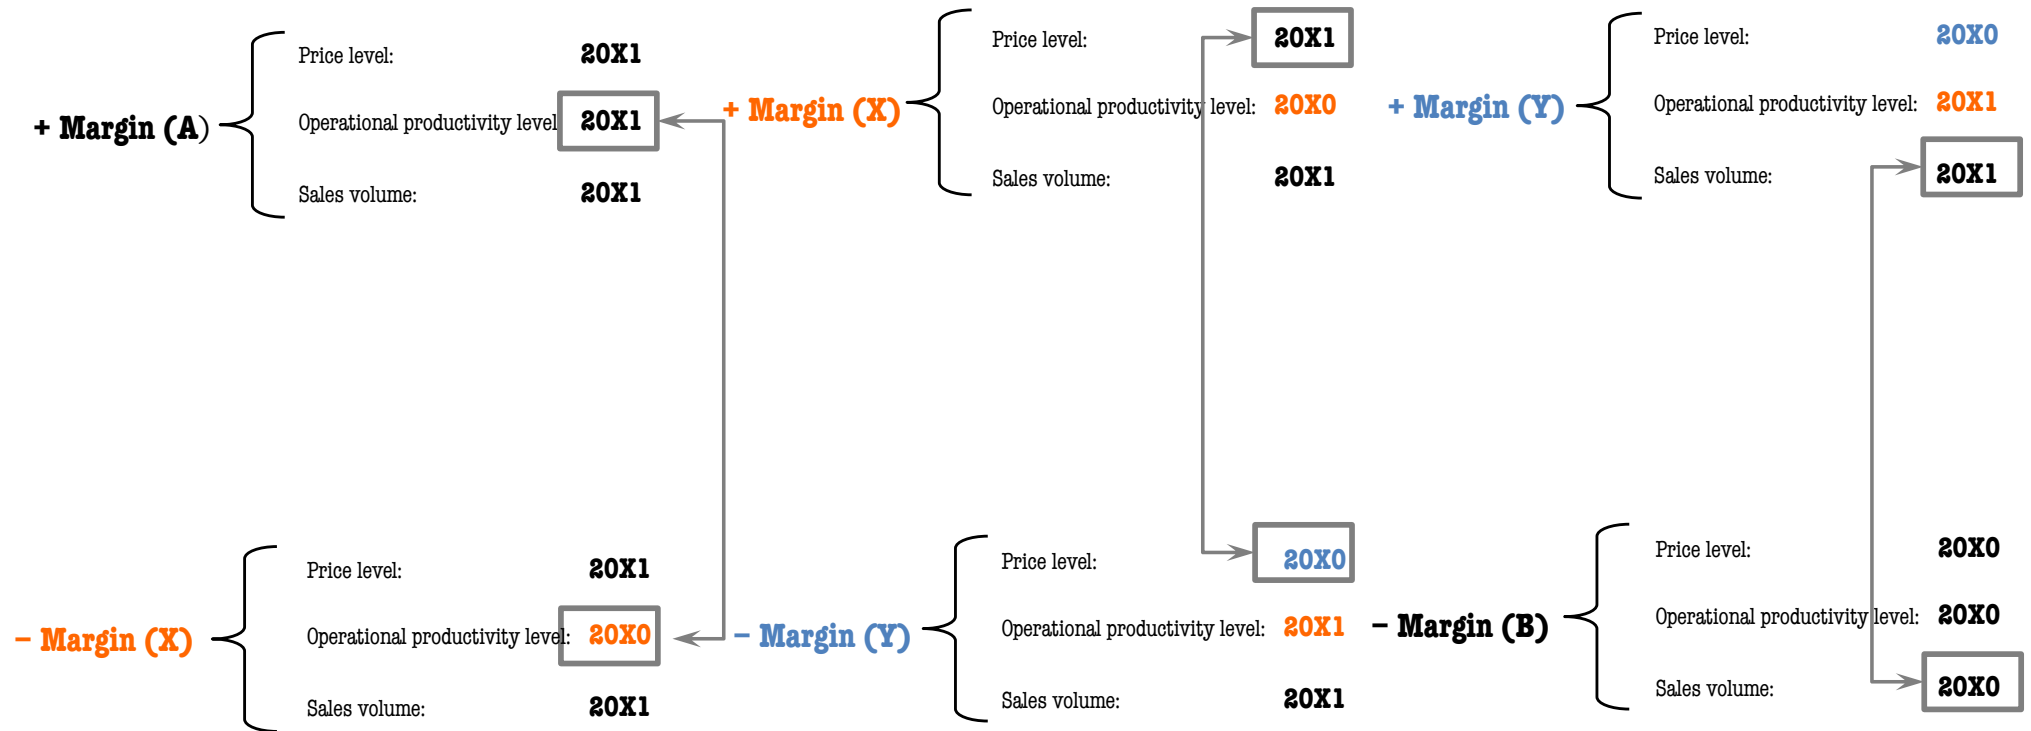 + Margin (A)
Price level: 20X1
Operational productivity level 20X1
Sales volume: 20X1
+ Margin (X)
Price level: 20X1
Operational productivity level: 20X0
Sales volume: 20X1
+ Margin (Y)
Price level: 20X0
Operational productivity level: 20X1
Sales volume: 20X1
– Margin (X)
Price level: 20X1
Operational productivity level: 20X0
Sales volume: 20X1
– Margin (Y)
Price level: 20X0
Operational productivity level: 20X1
Sales volume: 20X1
– Margin (B)
Price level: 20X0
Operational productivity level: 20X0
Sales volume: 20X0